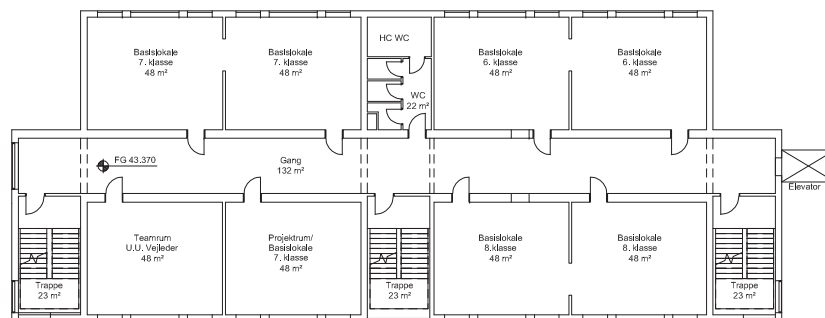 Basislokale
7. klasse
48 m²
Basislokale
7. klasse
48 m²
HC WC
WC
22 m²
Basislokale
6. klasse
48 m²
Basislokale
6. klasse
48 m²
FG 43.370
Gang
132 m²
Elevator
Trappe
23 m²
Teamrum
U.U. Vejleder
48 m²
Projektrum/
Basislokale
7. klasse
48 m²
Trappe
23 m²
Basislokale
8.klasse
48 m²
Basislokale
8. klasse
48 m²
Trappe
23 m²